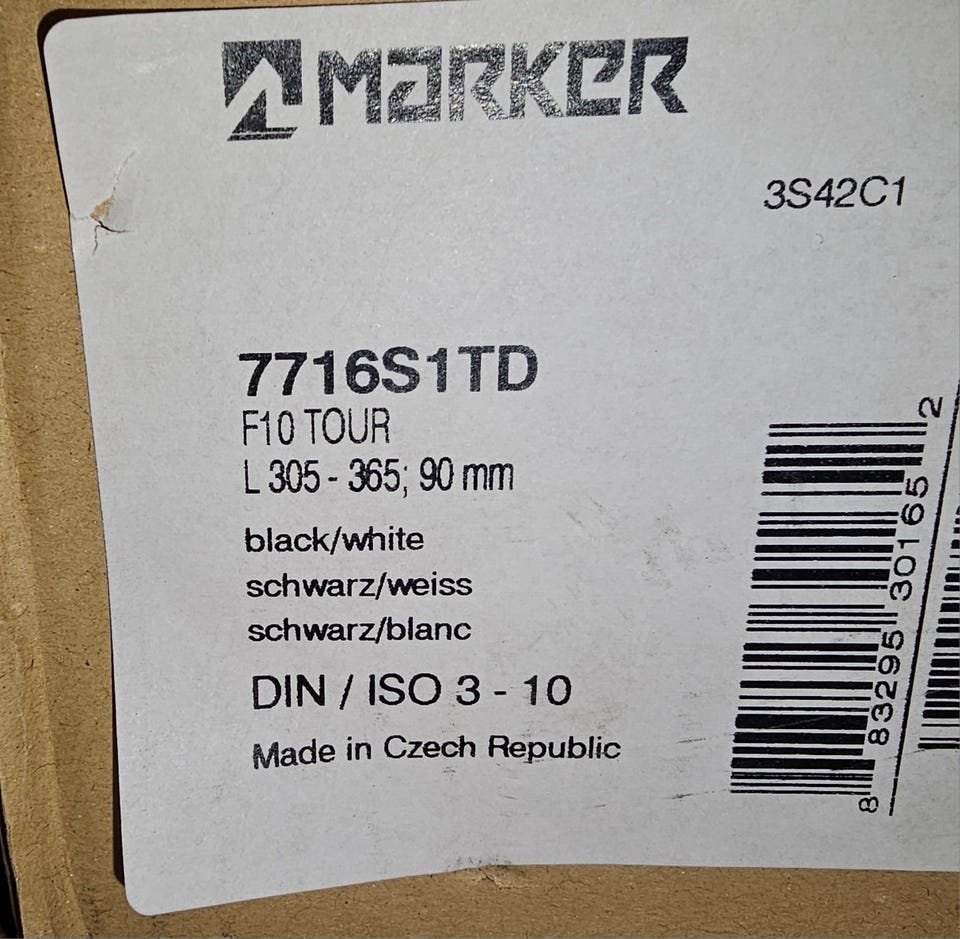 MARKER
3S42C1
7716S1TD
F10 TOUR
L 305 - 365; 90 mm
black/white
schwarz/weiss
schwarz/blanc
DIN / ISO 3 - 10
Made in Czech Republic
8 83295 30165 2